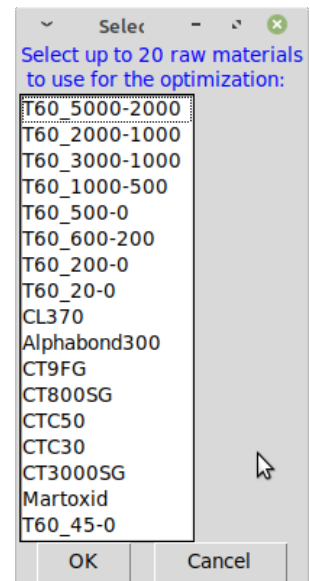 Selec
Select up to 20 raw materials
to use for the optimization:
T60_5000-2000
T60_2000-1000
T60_3000-1000
T60_1000-500
T60_500-0
T60_600-200
T60_200-0
T60_20-0
CL370
Alphabond300
CT9FG
CT800SG
CTC50
CTC30
CT3000SG
Martoxid
T60_45-0
OK Cancel